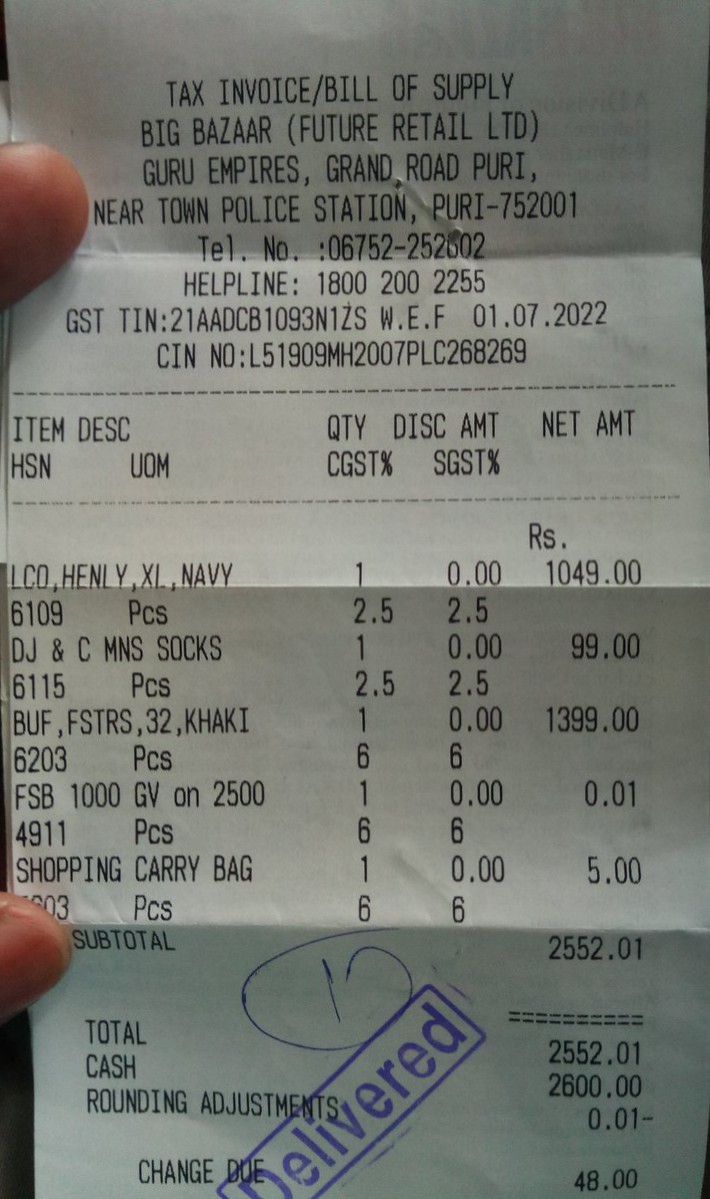 TAX INVOICE/BILL OF SUPPLY
BIG BAZAAR (FUTURE RETAIL LTD)
GURU EMPIRES, GRAND ROAD PURI,
NEAR TOWN POLICE STATION, PURI-752001
Tel. No. :06752-252602
HELPLINE: 1800 200 2255
GST TIN:21AADCB1093N1ZS W.E.F 01.07.2022
CIN NO:L51909MH2007PLC268269
ITEM DESC QTY DISC AMT NET AMT
HSN UOM CGST% SGST%
Rs.
LCO,HENLY,XL,NAVY 1 0.00 1049.00
6109 Pcs 2.5 2.5
DJ & C MNS SOCKS 1 0.00 99.00
6115 Pcs 2.5 2.5
BUF,FSTRS,32,KHAKI 1 0.00 1399.00
6203 Pcs 6 6
FSB 1000 GV on 2500 1 0.00 0.01
4911 Pcs 6 6
SHOPPING CARRY BAG 1 0.00 5.00
Pcs 6 6
SUBTOTAL 2552.01
==========
TOTAL 2552.01
CASH 2600.00
ROUNDING ADJUSTMENTS 0.01-
Delivered
CHANGE DUE 48.00